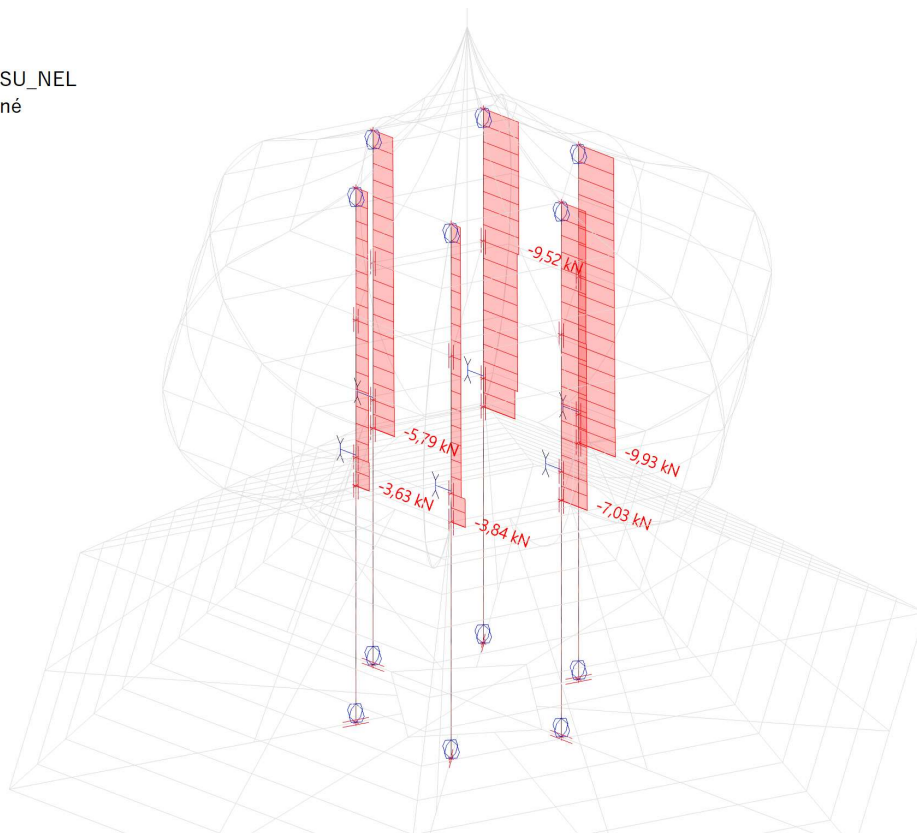 SU_NEL
né
-9,52 kN
-5,79 kN
-9,93 kN
-3,63 kN
-7,03 kN
-3,84 kN